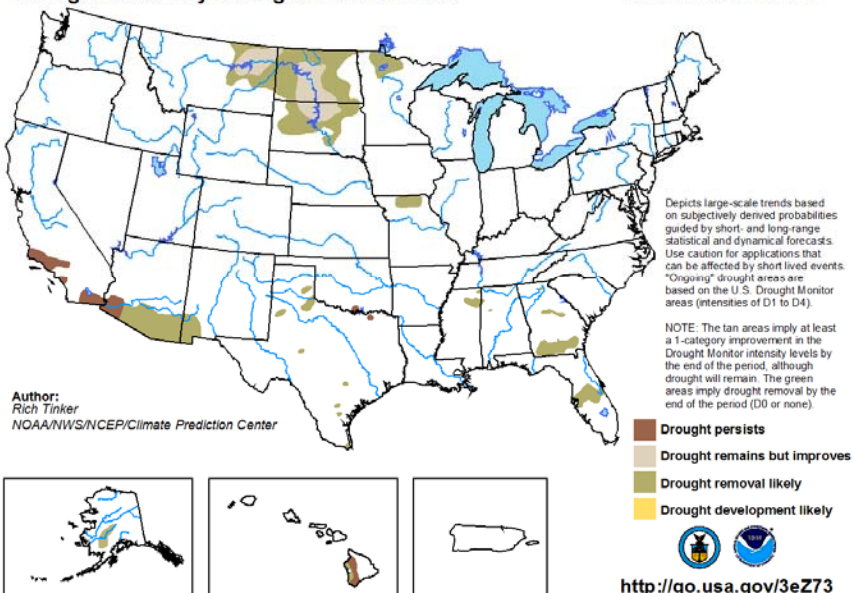 Depicts large-scale trends based
on subjectively derived probabilities
guided by short- and long-range
statistical and dynamical forecasts.
Use caution for applications that
can be affected by short lived events.
"Ongoing" drought areas are
based on the U.S. Drought Monitor
areas (intensities of D1 to D4).
NOTE: The tan areas imply at least
a 1-category improvement in the
Drought Monitor intensity levels by
the end of the period, although
drought will remain. The green
areas imply drought removal by the
end of the period (D0 or none).
Author:
Rich Tinker
NOAA/NWS/NCEP/Climate Prediction Center
Drought persists
Drought remains but improves
Drought removal likely
Drought development likely
http://go.usa.gov/3eZ73